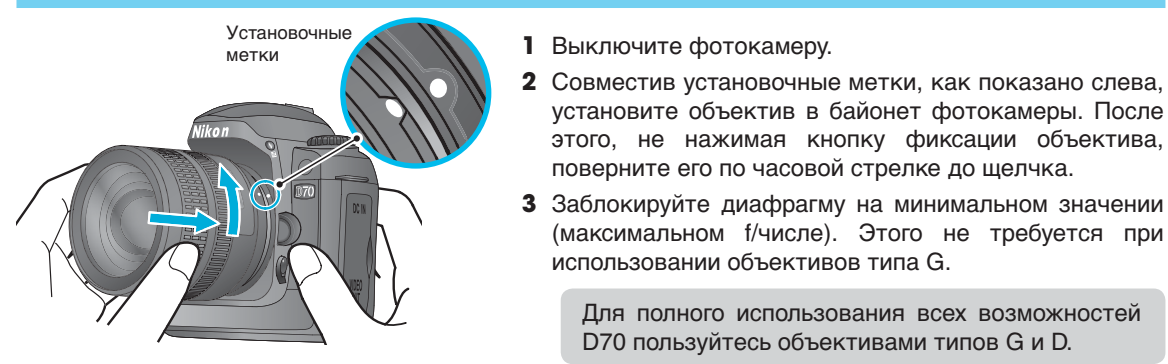 Установочные
метки
Nikon
D70
DC IN
VIDEO
1 Выключите фотокамеру.
2 Совместив установочные метки, как показано слева,
установите объектив в байонет фотокамеры. После
этого, не нажимая кнопку фиксации объектива,
поверните его по часовой стрелке до щелчка.
3 Заблокируйте диафрагму на минимальном значении
(максимальном f/числе). Этого не требуется при
использовании объективов типа G.
Для полного использования всех возможностей
D70 пользуйтесь объективами типов G и D.